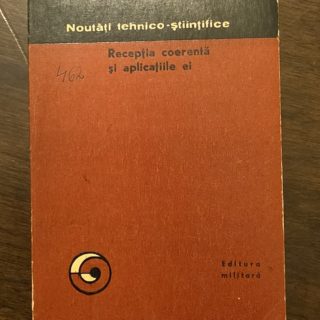 Noutăți tehnico-științifice
Recepția coerentă
și aplicațiile ei
462
Editura
militară